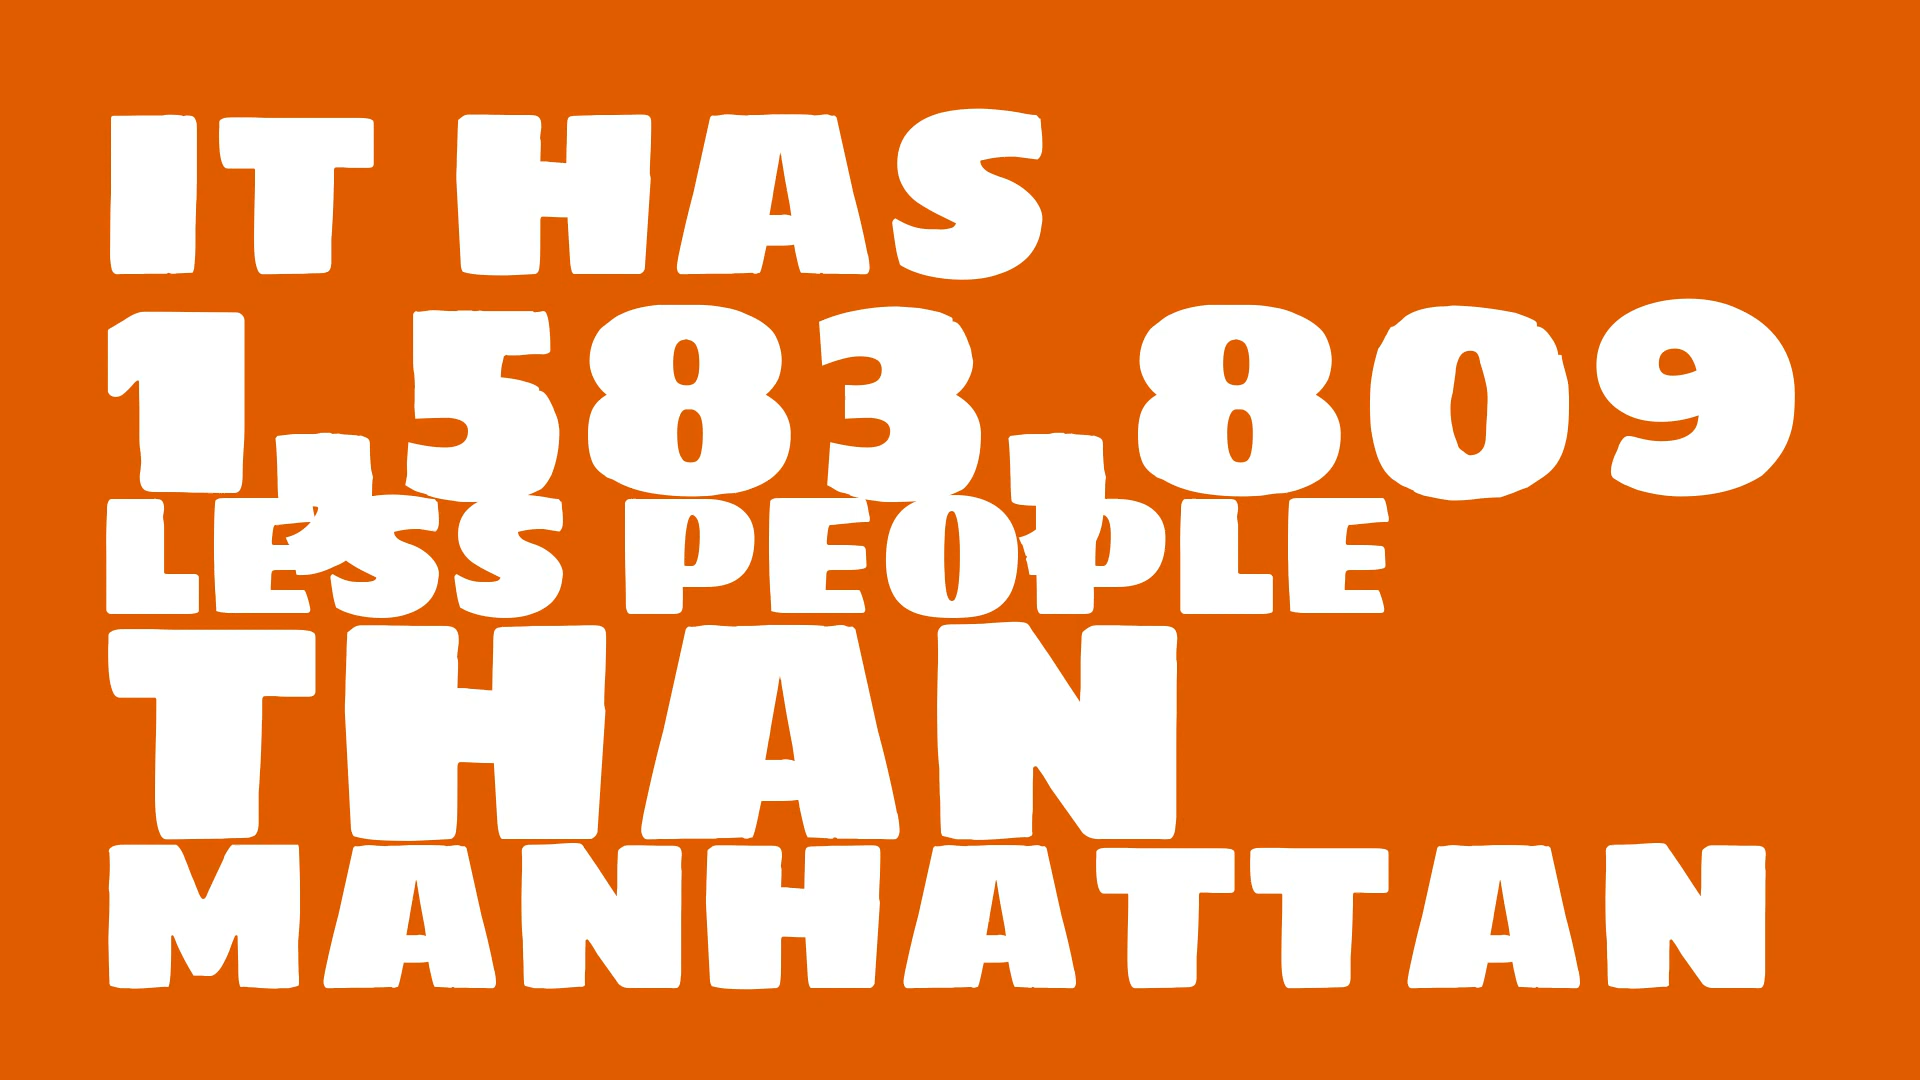 IT HAS
1,583,809
LESS PEOPLE
THAN
MANHATTAN